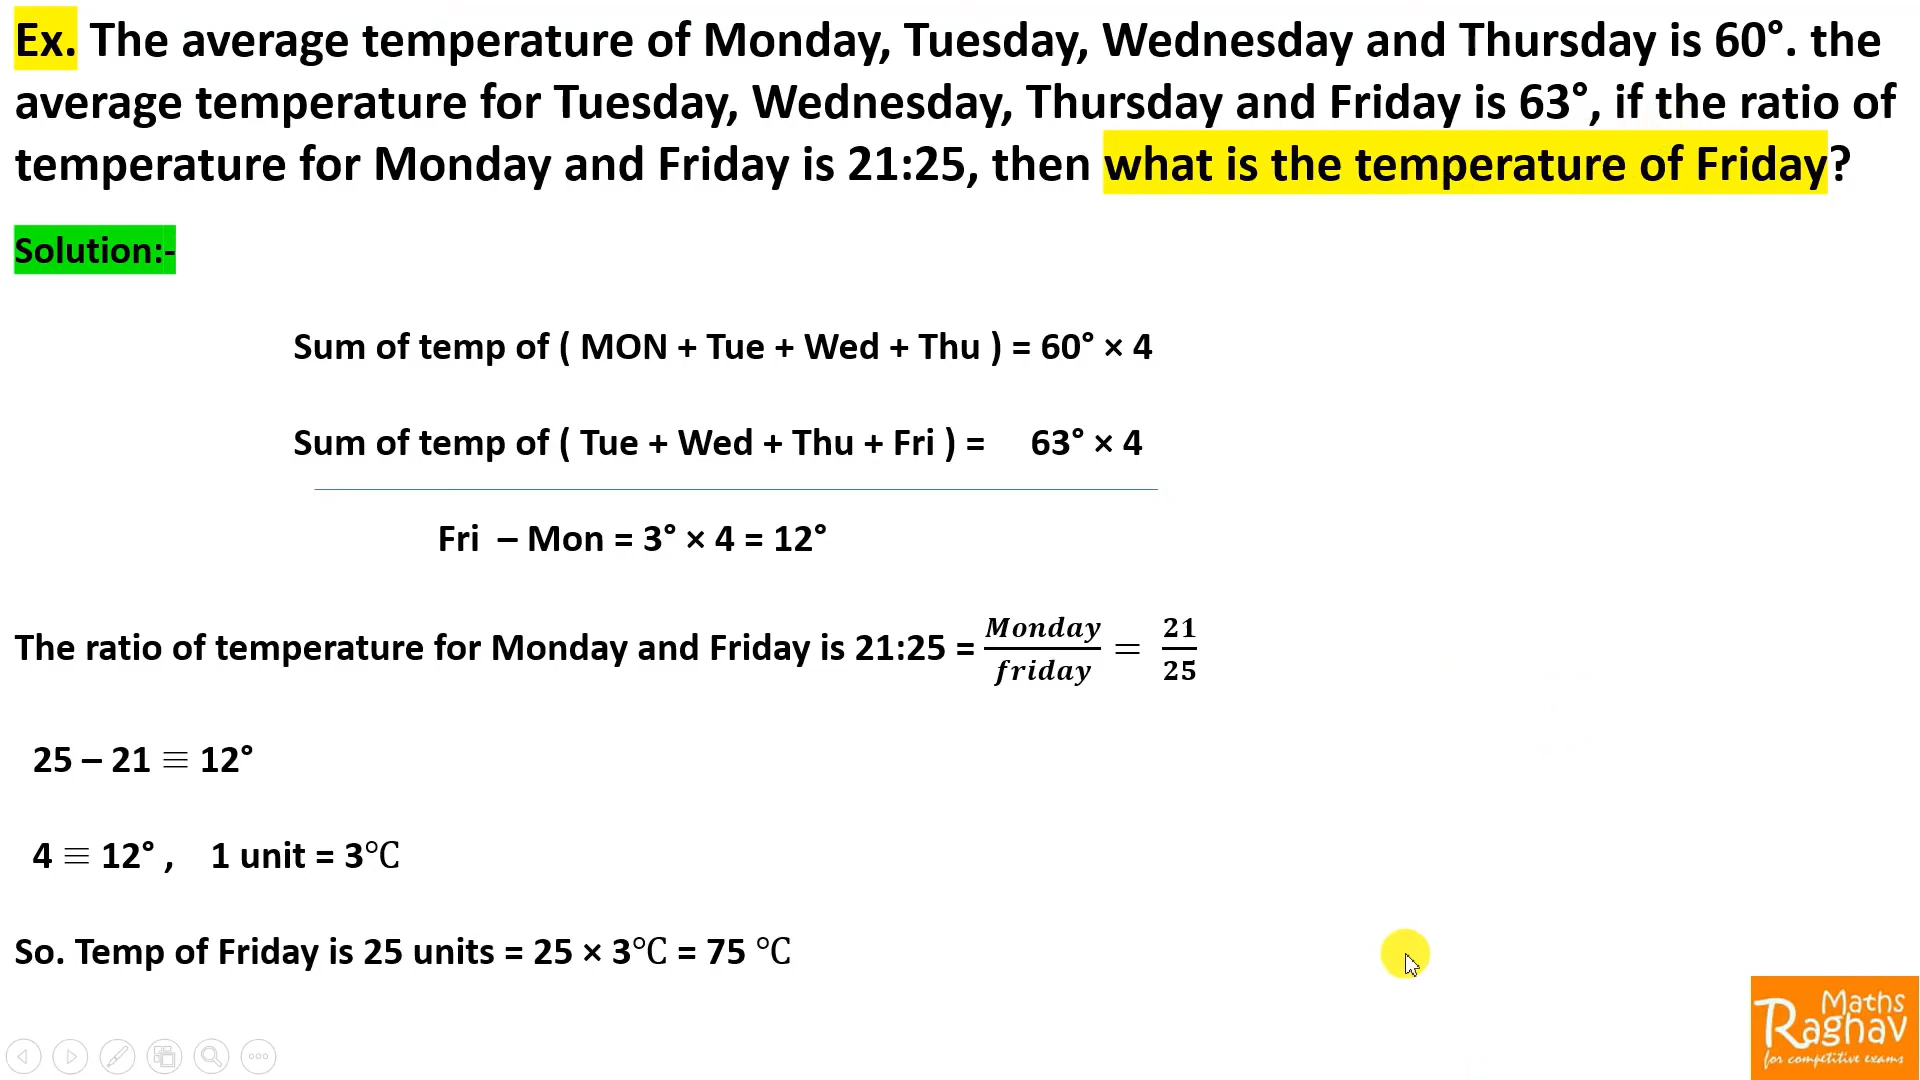 Ex. The average temperature of Monday, Tuesday, Wednesday and Thursday is 60°. the
average temperature for Tuesday, Wednesday, Thursday and Friday is 63°, if the ratio of
temperature for Monday and Friday is 21:25, then what is the temperature of Friday?
Solution:-
Sum of temp of ( MON + Tue + Wed + Thu ) = 60° × 4
Sum of temp of ( Tue + Wed + Thu + Fri ) = 63° × 4
Fri – Mon = 3° × 4 = 12°
The ratio of temperature for Monday and Friday is 21:25 = Monday/friday = 21/25
25 – 21 ≡ 12°
4 ≡ 12° , 1 unit = 3℃
So. Temp of Friday is 25 units = 25 × 3℃ = 75 ℃
Maths
Raghav
for competitive exams